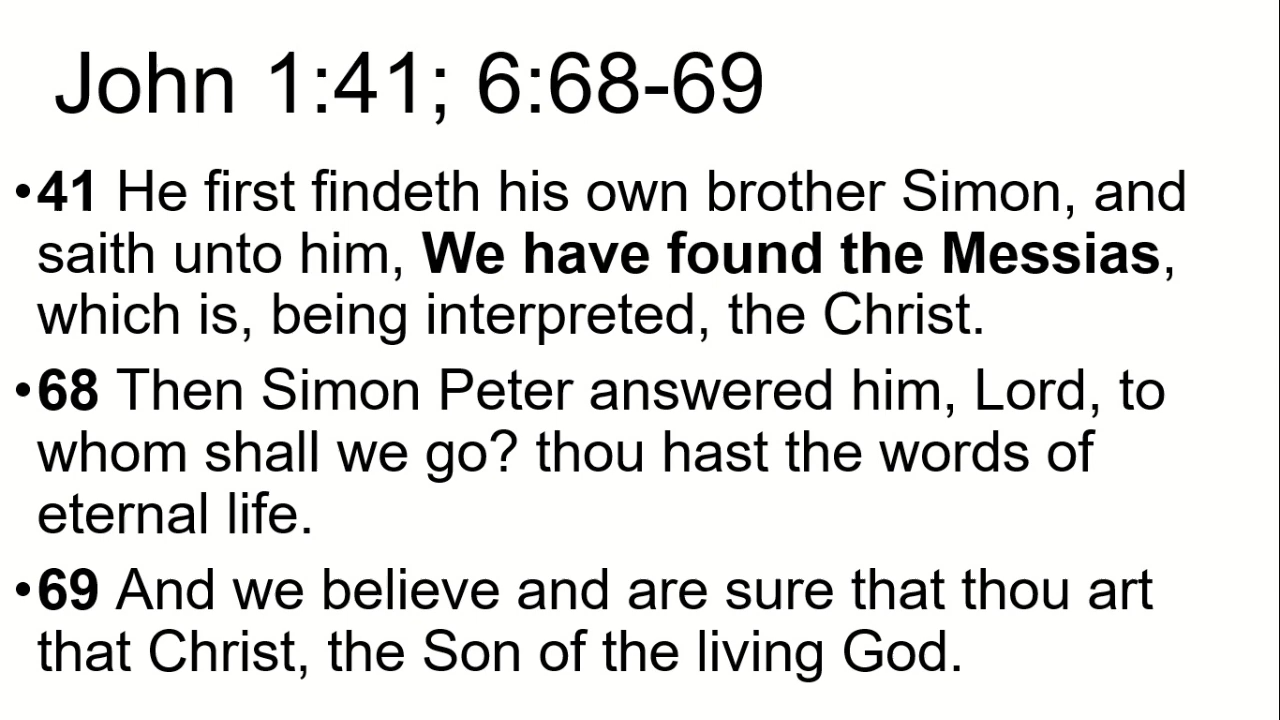 John 1:41; 6:68-69
•41 He first findeth his own brother Simon, and
saith unto him, We have found the Messias,
which is, being interpreted, the Christ.
•68 Then Simon Peter answered him, Lord, to
whom shall we go? thou hast the words of
eternal life.
•69 And we believe and are sure that thou art
that Christ, the Son of the living God.